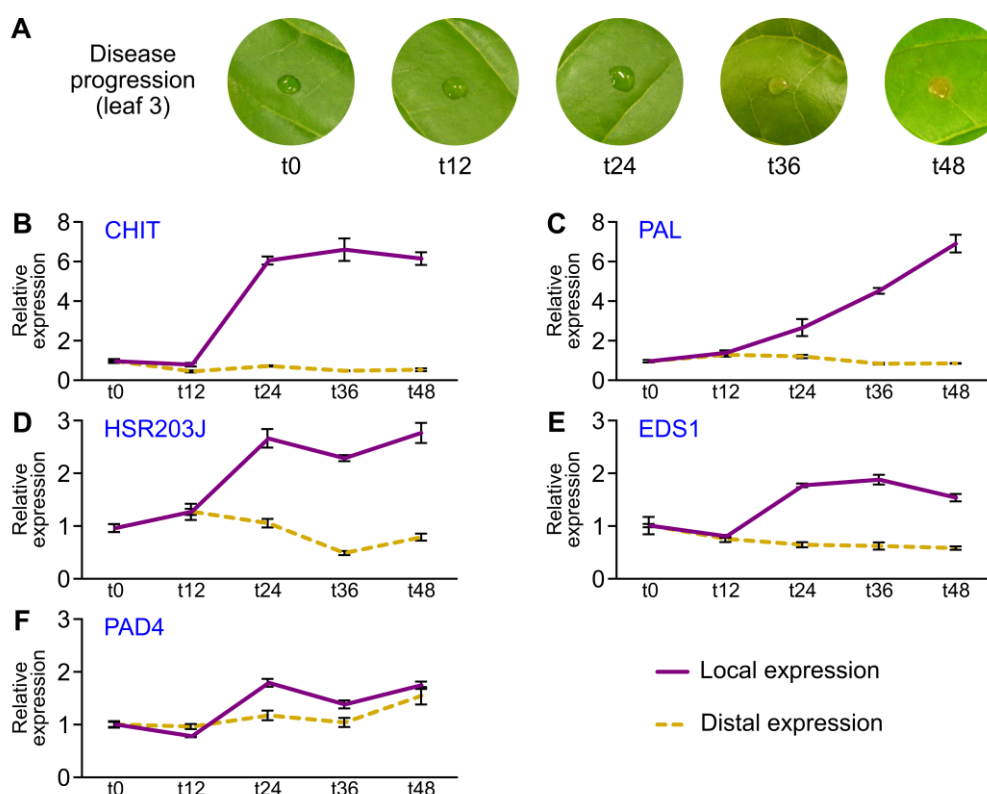 A
Disease
progression
(leaf 3)
t0 t12 t24 t36 t48
B CHIT
Relative
expression
8
6
4
2
0
t0 t12 t24 t36 t48
C PAL
Relative
expression
8
6
4
2
0
t0 t12 t24 t36 t48
D HSR203J
Relative
expression
3
2
1
0
t0 t12 t24 t36 t48
E EDS1
Relative
expression
3
2
1
0
t0 t12 t24 t36 t48
F PAD4
Relative
expression
3
2
1
0
t0 t12 t24 t36 t48
Local expression
Distal expression